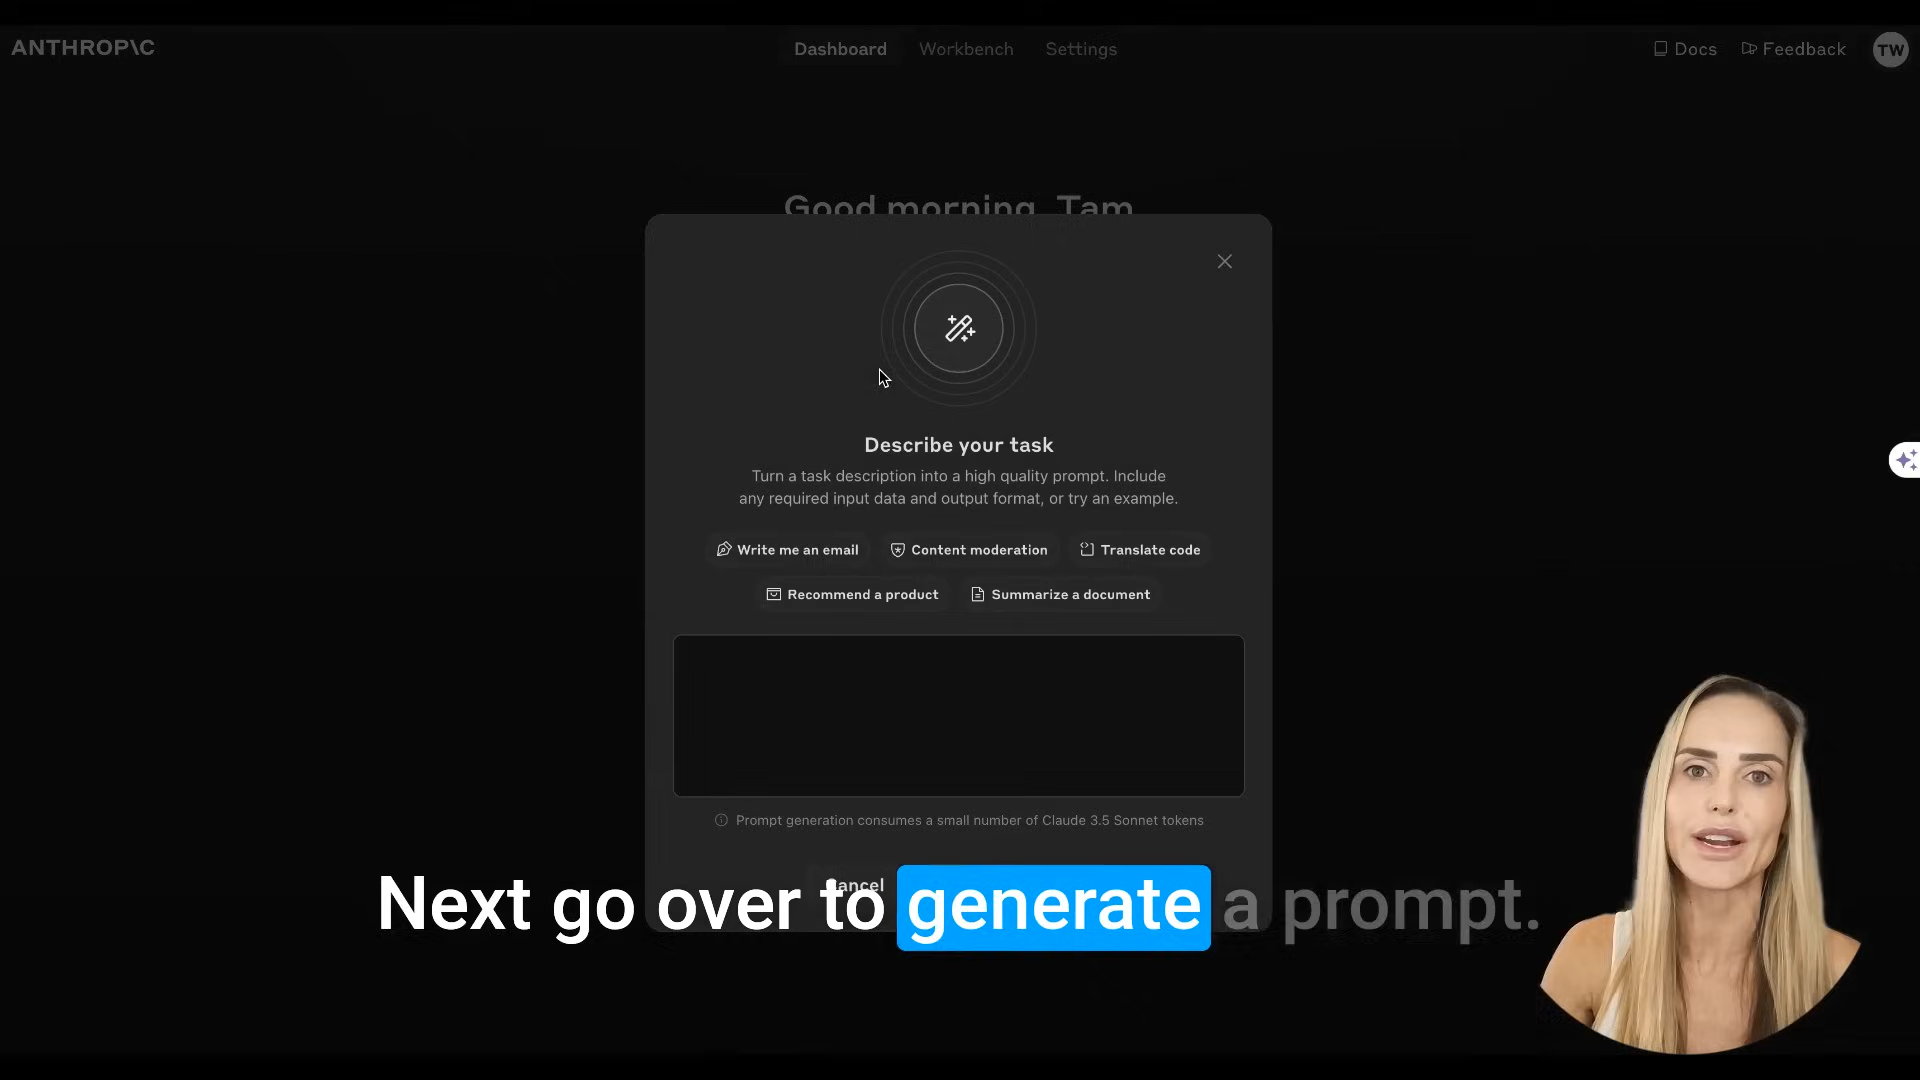 ANTHROP\C
Dashboard
Workbench
Settings
Docs
Feedback
TW
Good morning, Tam
Describe your task
Turn a task description into a high quality prompt. Include
any required input data and output format, or try an example.
Write me an email
Content moderation
Translate code
Recommend a product
Summarize a document
Prompt generation consumes a small number of Claude 3.5 Sonnet tokens
Cancel
Next go over to generate a prompt.